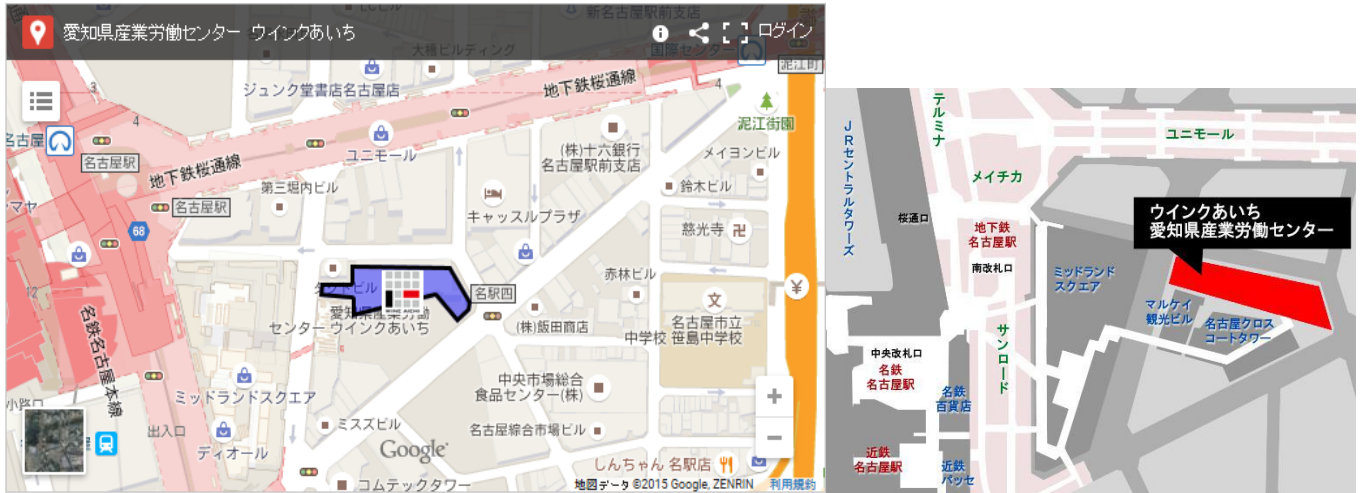 新名古屋駅前支店
愛知県産業労働センター ウインクあいち
ログイン
大橋ビルディング
国際センター
泥江町
ジュンク堂書店名古屋店
地下鉄桜通線
3
4
4
泥江街園
名古屋
名古屋駅
ユニモール
(株)十六銀行
名古屋駅前支店
メイヨンビル
地下鉄桜通線
第三堀内ビル
鈴木ビル
マヤ
名古屋駅
キャッスルプラザ
68
慈光寺
卍
赤林ビル
¥
12
名駅四
文
愛知県産業労働
センター ウインクあいち
WINC AICHI
(株)飯田商店
名古屋市立
中学校 笹島中学校
名鉄名古屋本線
中央市場総合
食品センター(株)
ミッドランドスクエア
+
小路口
出入口
ミスズビル
名古屋綜合市場ビル
−
ディオール
Google
しんちゃん 名駅店
コムテックタワー
地図データ ©2015 Google, ZENRIN
利用規約
テルミナ
JRセントラルタワーズ
ユニモール
メイチカ
桜通口
ウインクあいち
愛知県産業労働センター
地下鉄
名古屋駅
南改札口
ミッドランド
スクエア
マルケイ
観光ビル
名古屋クロス
コートタワー
サンロード
中央改札口
名鉄
名古屋駅
名鉄
百貨店
近鉄
名古屋駅
近鉄
パッセ